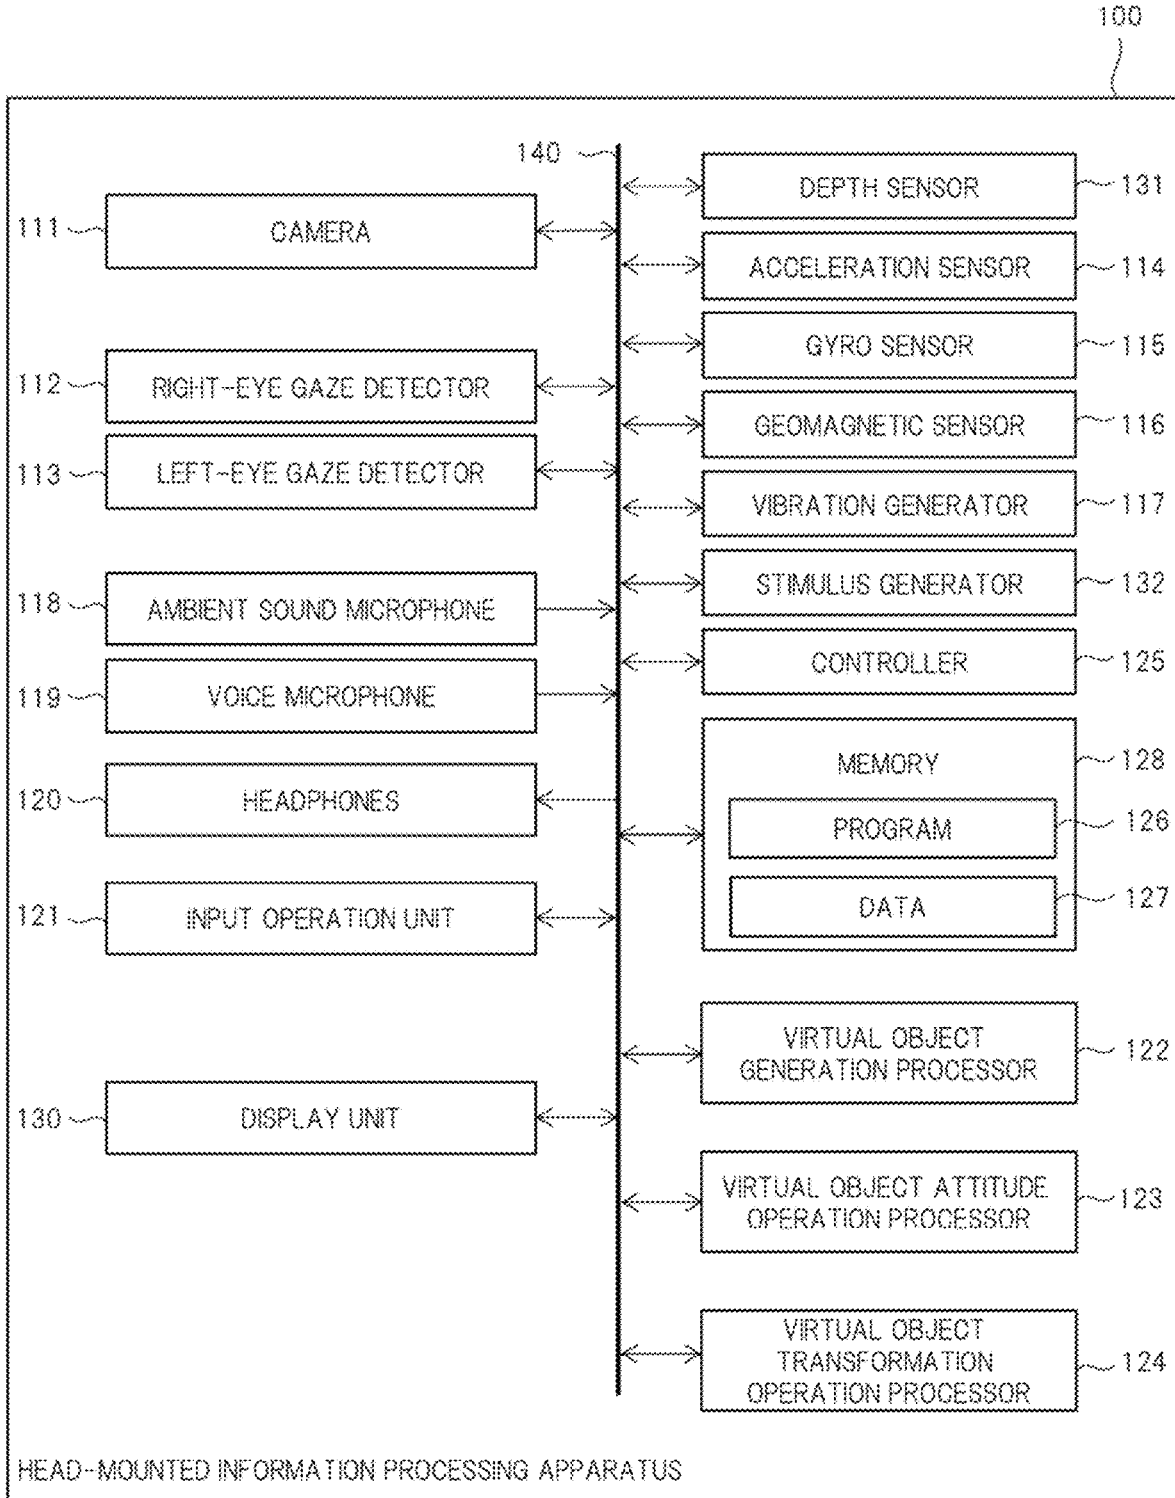 100
140
111
CAMERA
112
RIGHT-EYE GAZE DETECTOR
113
LEFT-EYE GAZE DETECTOR
118
AMBIENT SOUND MICROPHONE
119
VOICE MICROPHONE
120
HEADPHONES
121
INPUT OPERATION UNIT
130
DISPLAY UNIT
DEPTH SENSOR
131
ACCELERATION SENSOR
114
GYRO SENSOR
115
GEOMAGNETIC SENSOR
116
VIBRATION GENERATOR
117
STIMULUS GENERATOR
132
CONTROLLER
125
MEMORY
128
PROGRAM
126
DATA
127
VIRTUAL OBJECT
GENERATION PROCESSOR
122
VIRTUAL OBJECT ATTITUDE
OPERATION PROCESSOR
123
VIRTUAL OBJECT
TRANSFORMATION
OPERATION PROCESSOR
124
HEAD-MOUNTED INFORMATION PROCESSING APPARATUS